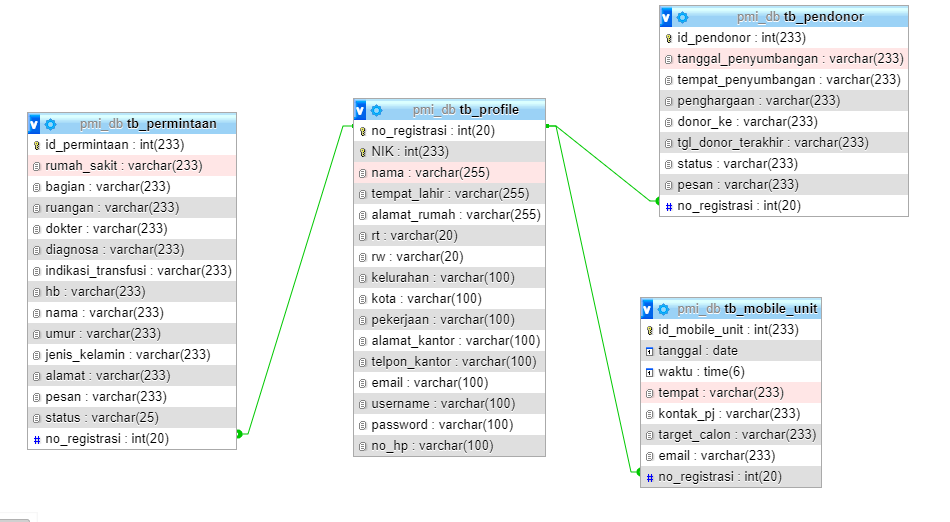 pmi_db tb_permintaan
id_permintaan : int(233)
rumah_sakit : varchar(233)
bagian : varchar(233)
ruangan : varchar(233)
dokter : varchar(233)
diagnosa : varchar(233)
indikasi_transfusi : varchar(233)
hb : varchar(233)
nama : varchar(233)
umur : varchar(233)
jenis_kelamin : varchar(233)
alamat : varchar(233)
pesan : varchar(233)
status : varchar(25)
# no_registrasi : int(20)
pmi_db tb_profile
no_registrasi : int(20)
NIK : int(233)
nama : varchar(255)
tempat_lahir : varchar(255)
alamat_rumah : varchar(255)
rt : varchar(20)
rw : varchar(20)
kelurahan : varchar(100)
kota : varchar(100)
pekerjaan : varchar(100)
alamat_kantor : varchar(100)
telpon_kantor : varchar(100)
email : varchar(100)
username : varchar(100)
password : varchar(100)
no_hp : varchar(100)
pmi_db tb_pendonor
id_pendonor : int(233)
tanggal_penyumbangan : varchar(233)
tempat_penyumbangan : varchar(233)
penghargaan : varchar(233)
donor_ke : varchar(233)
tgl_donor_terakhir : varchar(233)
status : varchar(233)
pesan : varchar(233)
# no_registrasi : int(20)
pmi_db tb_mobile_unit
id_mobile_unit : int(233)
tanggal : date
waktu : time(6)
tempat : varchar(233)
kontak_pj : varchar(233)
target_calon : varchar(233)
email : varchar(233)
# no_registrasi : int(20)